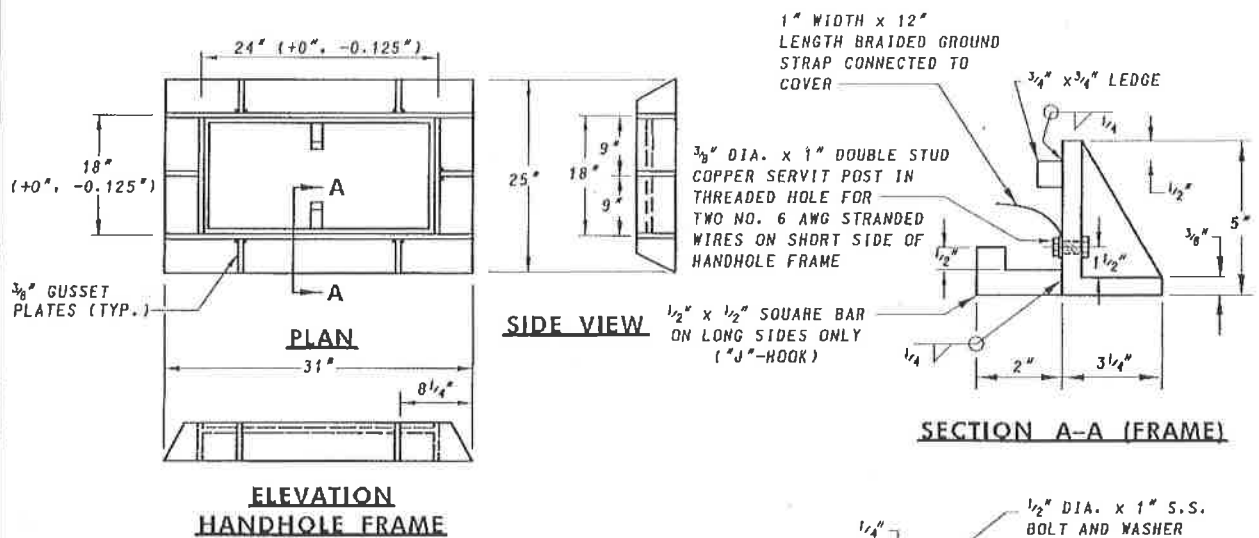 24" (+0", -0.125")
18"
(+0", -0.125")
A
A
3/8" GUSSET
PLATES (TYP.)
PLAN
31"
8 1/4"
ELEVATION
HANDHOLE FRAME
25"
18"
9"
9"
SIDE VIEW
1" WIDTH x 12"
LENGTH BRAIDED GROUND
STRAP CONNECTED TO
COVER
3/4" x 3/4" LEDGE
1/4
3/8" DIA. x 1" DOUBLE STUD
COPPER SERVIT POST IN
THREADED HOLE FOR
TWO NO. 6 AWG STRANDED
WIRES ON SHORT SIDE OF
HANDHOLE FRAME
1/2"
5"
3/8"
1/2"
1 1/2"
1/2" x 1/2" SQUARE BAR
ON LONG SIDES ONLY
("J"-HOOK)
1/4
2"
3 1/4"
SECTION A-A (FRAME)
1/4"
1/2" DIA. x 1" S.S.
BOLT AND WASHER